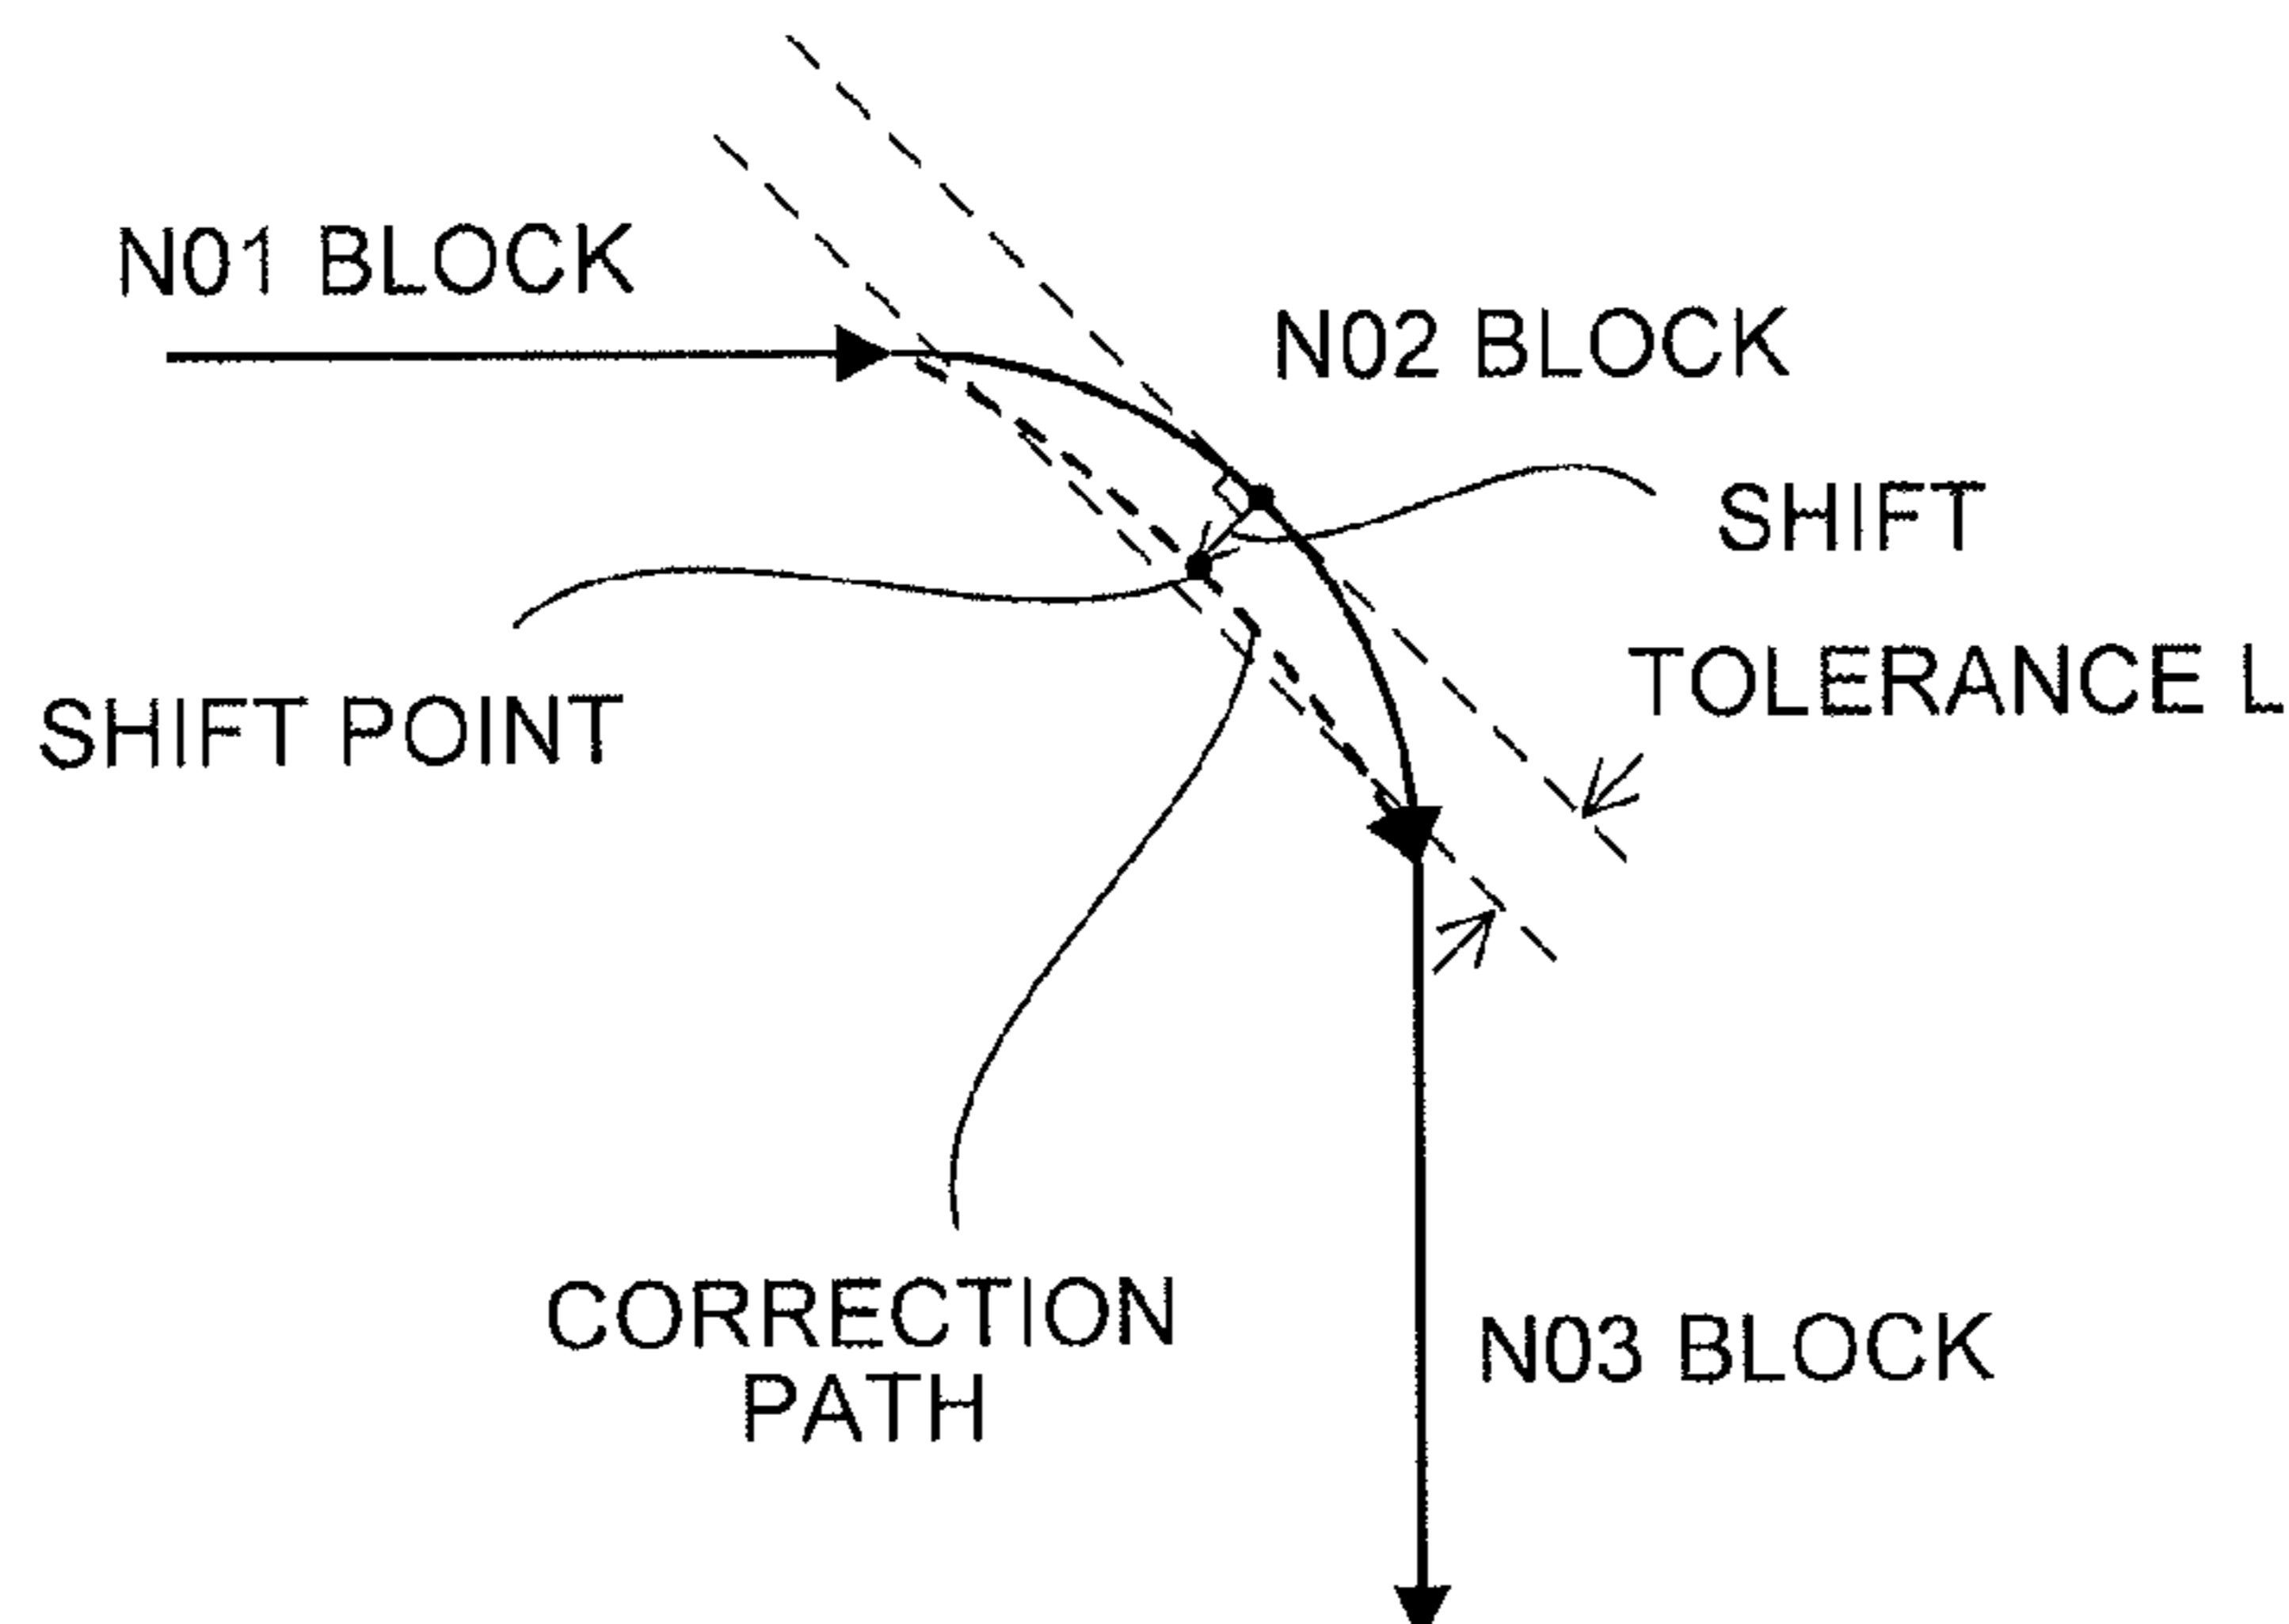 N01 BLOCK
N02 BLOCK
SHIFT
TOLERANCE L
SHIFT POINT
CORRECTION
PATH
N03 BLOCK